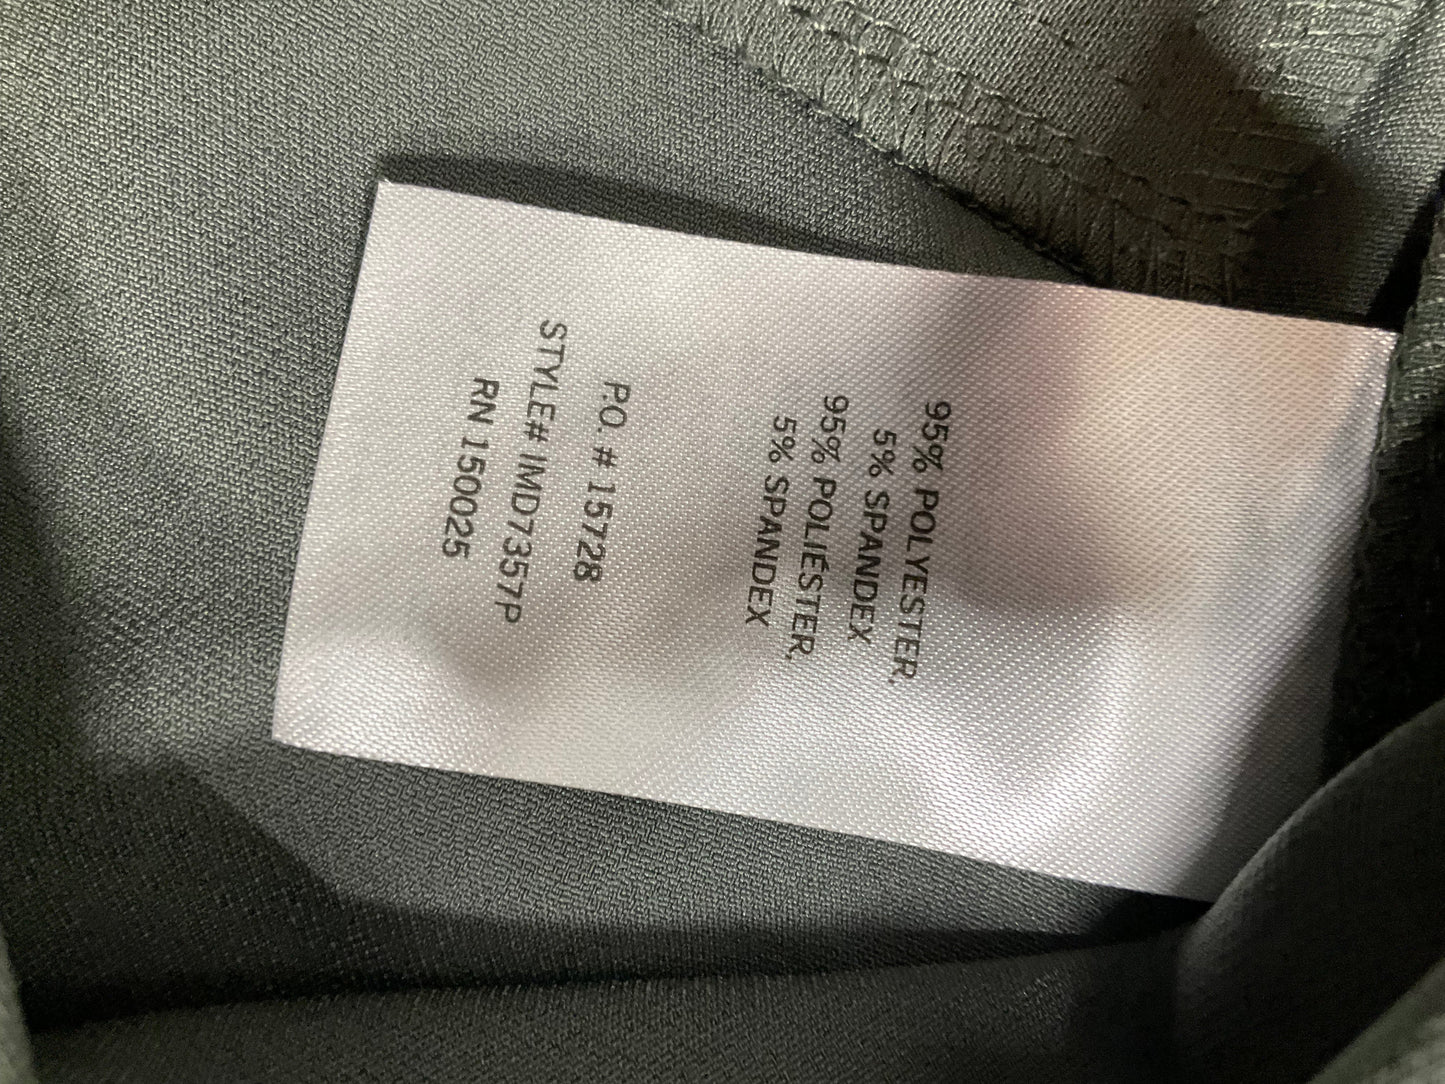 95% POLYESTER,
5% SPANDEX
95% POLIÉSTER,
5% SPANDEX
P.O. # 15728
STYLE# IMD7357P
RN 150025